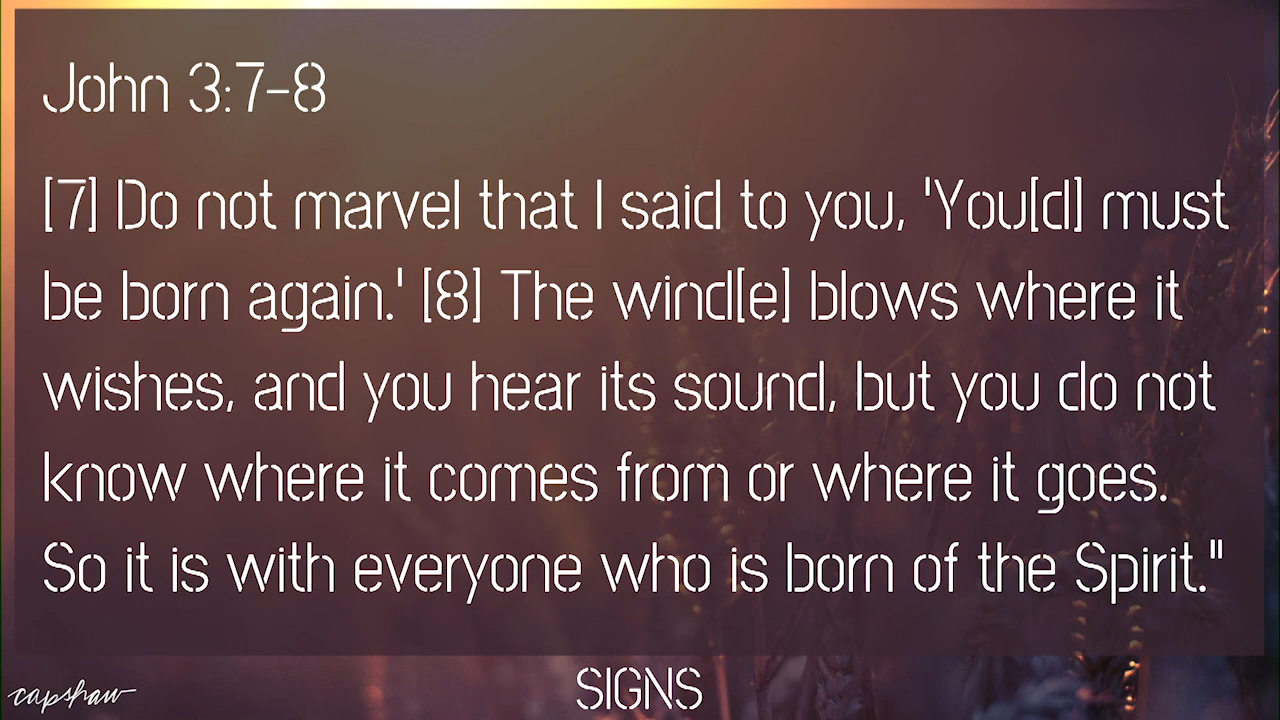 John 3:7-8
[7] Do not marvel that I said to you, 'You[d] must
be born again.' [8] The wind[e] blows where it
wishes, and you hear its sound, but you do not
know where it comes from or where it goes.
So it is with everyone who is born of the Spirit."
SIGNS
capshaw